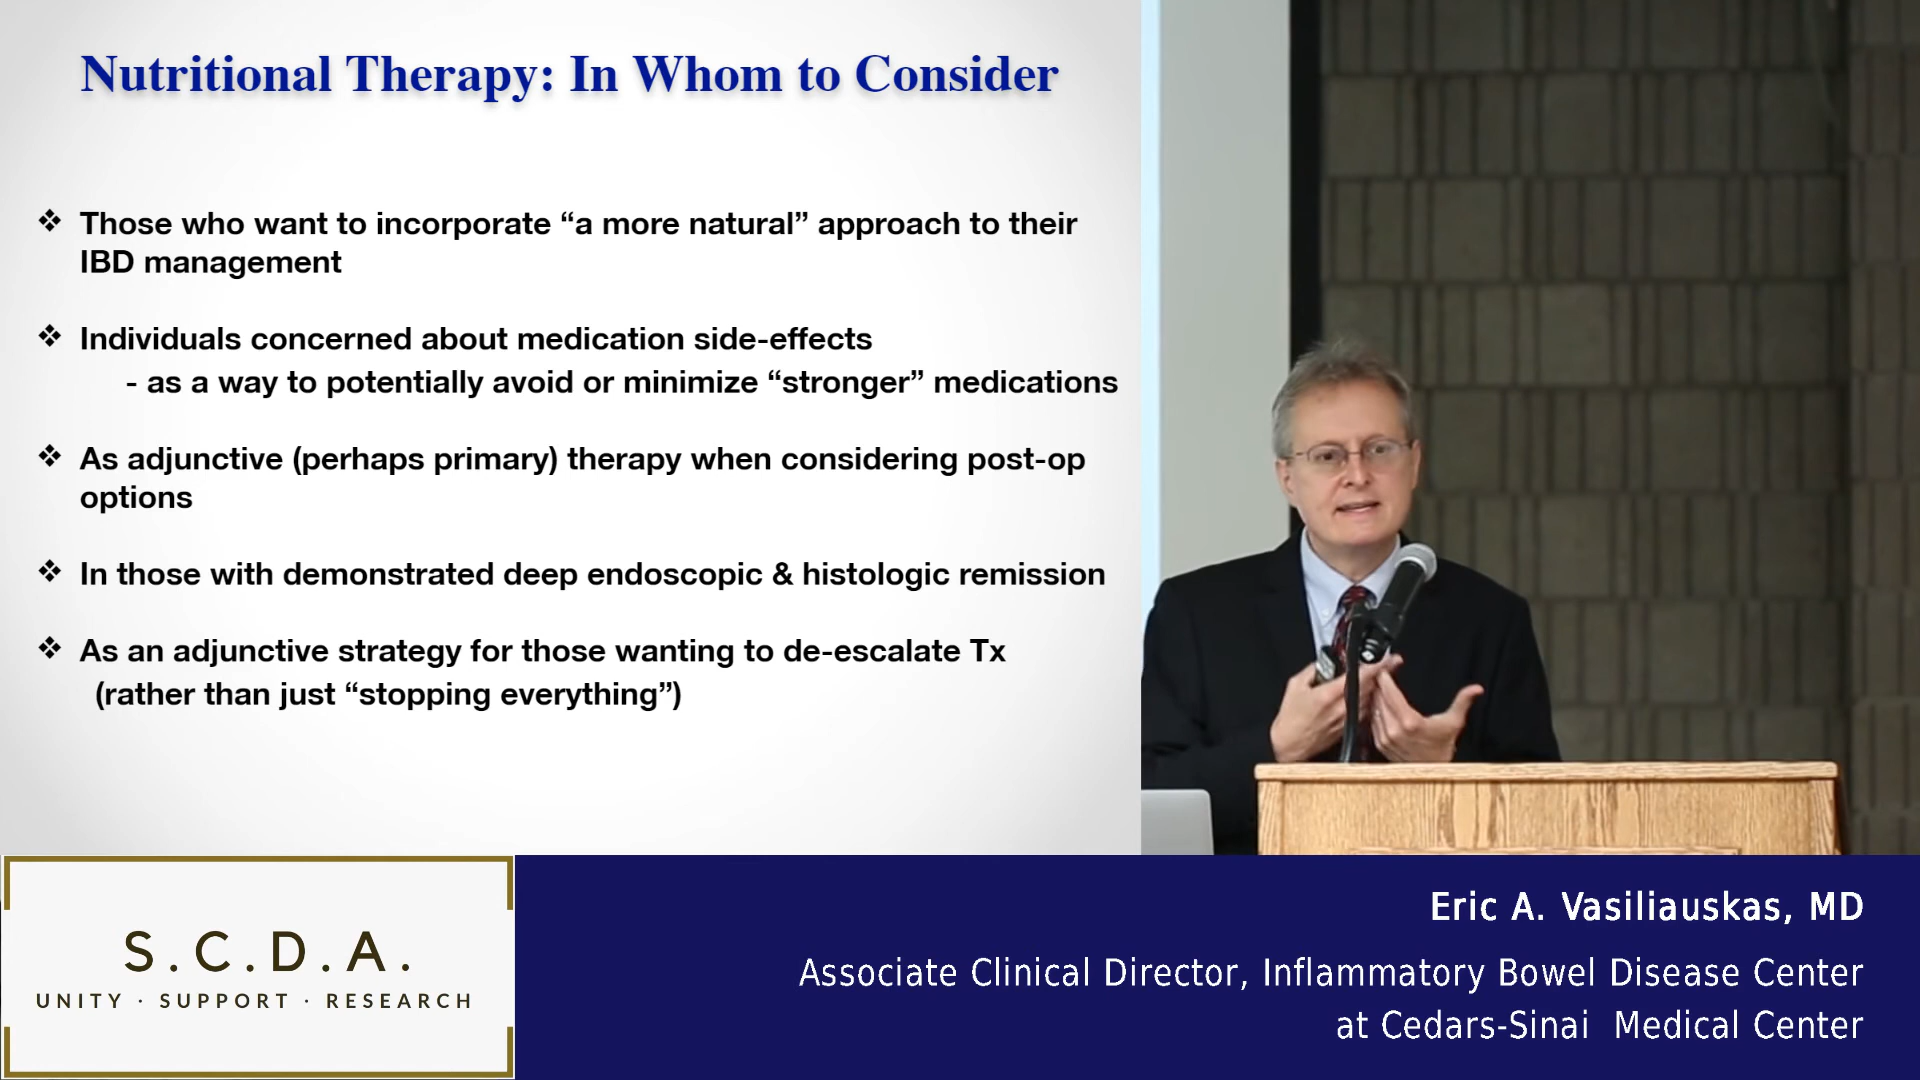 Nutritional Therapy: In Whom to Consider
❖ Those who want to incorporate “a more natural” approach to their
IBD management
❖ Individuals concerned about medication side-effects
- as a way to potentially avoid or minimize “stronger” medications
❖ As adjunctive (perhaps primary) therapy when considering post-op
options
❖ In those with demonstrated deep endoscopic & histologic remission
❖ As an adjunctive strategy for those wanting to de-escalate Tx
(rather than just “stopping everything”)
S.C.D.A.
UNITY · SUPPORT · RESEARCH
Eric A. Vasiliauskas, MD
Associate Clinical Director, Inflammatory Bowel Disease Center
at Cedars-Sinai Medical Center